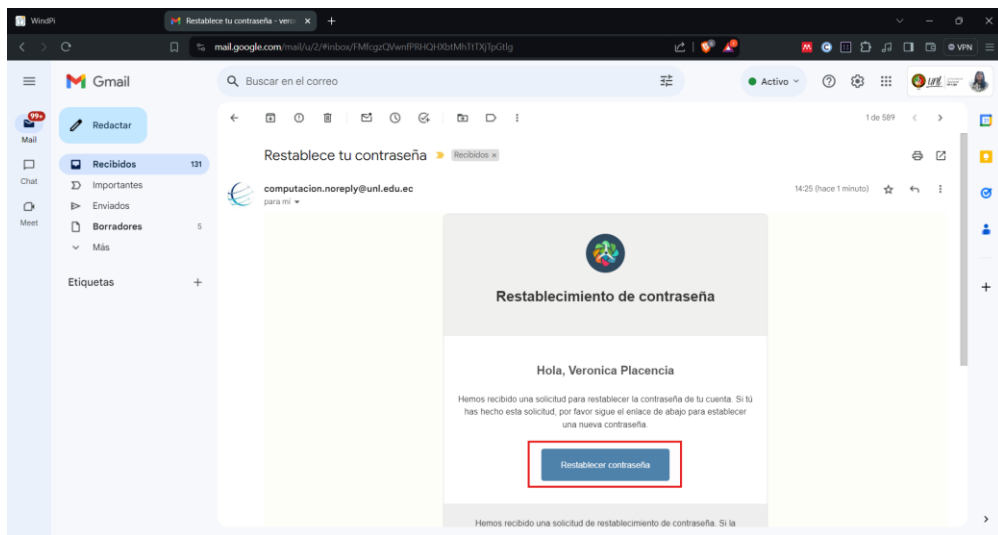 WindPi
Restablece tu contraseña - vero
mail.google.com/mail/u/2/#inbox/FMfcgzQVwnfPRHQHXbtMhTtTXjTpGtlg
VPN
Gmail
Buscar en el correo
Activo
unl
99+
Mail
Redactar
1 de 589
Chat
Meet
Recibidos 131
Importantes
Enviados
Borradores 5
Más
Etiquetas
Restablece tu contraseña
Recibidos x
computacion.noreply@unl.edu.ec
14:25 (hace 1 minuto)
para mí
Restablecimiento de contraseña
Hola, Veronica Placencia
Hemos recibido una solicitud para restablecer la contraseña de tu cuenta. Si tú
has hecho esta solicitud, por favor sigue el enlace de abajo para establecer
una nueva contraseña.
Restablecer contraseña
Hemos recibido una solicitud de restablecimiento de contraseña. Si la